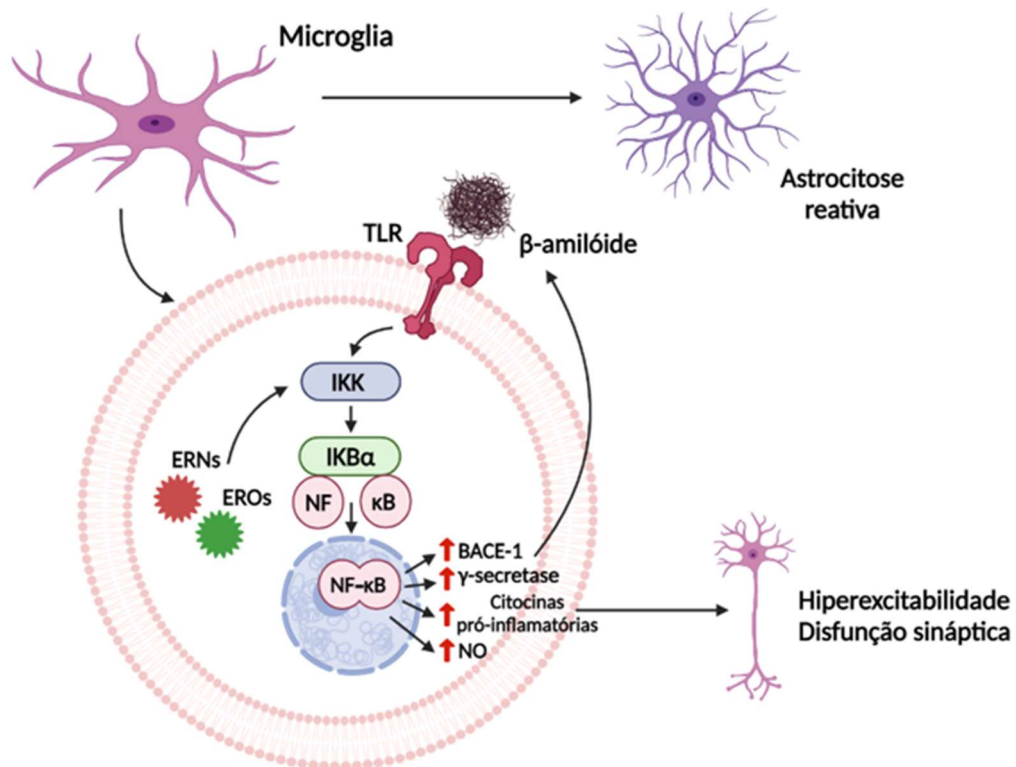 Microglia
Astrocitose
reativa
TLR
β-amilóide
IKK
ERNs
EROs
IKBα
NF
κB
NF-κB
BACE-1
γ-secretase
Citocinas
pró-inflamatórias
NO
Hiperexcitabilidade
Disfunção sináptica